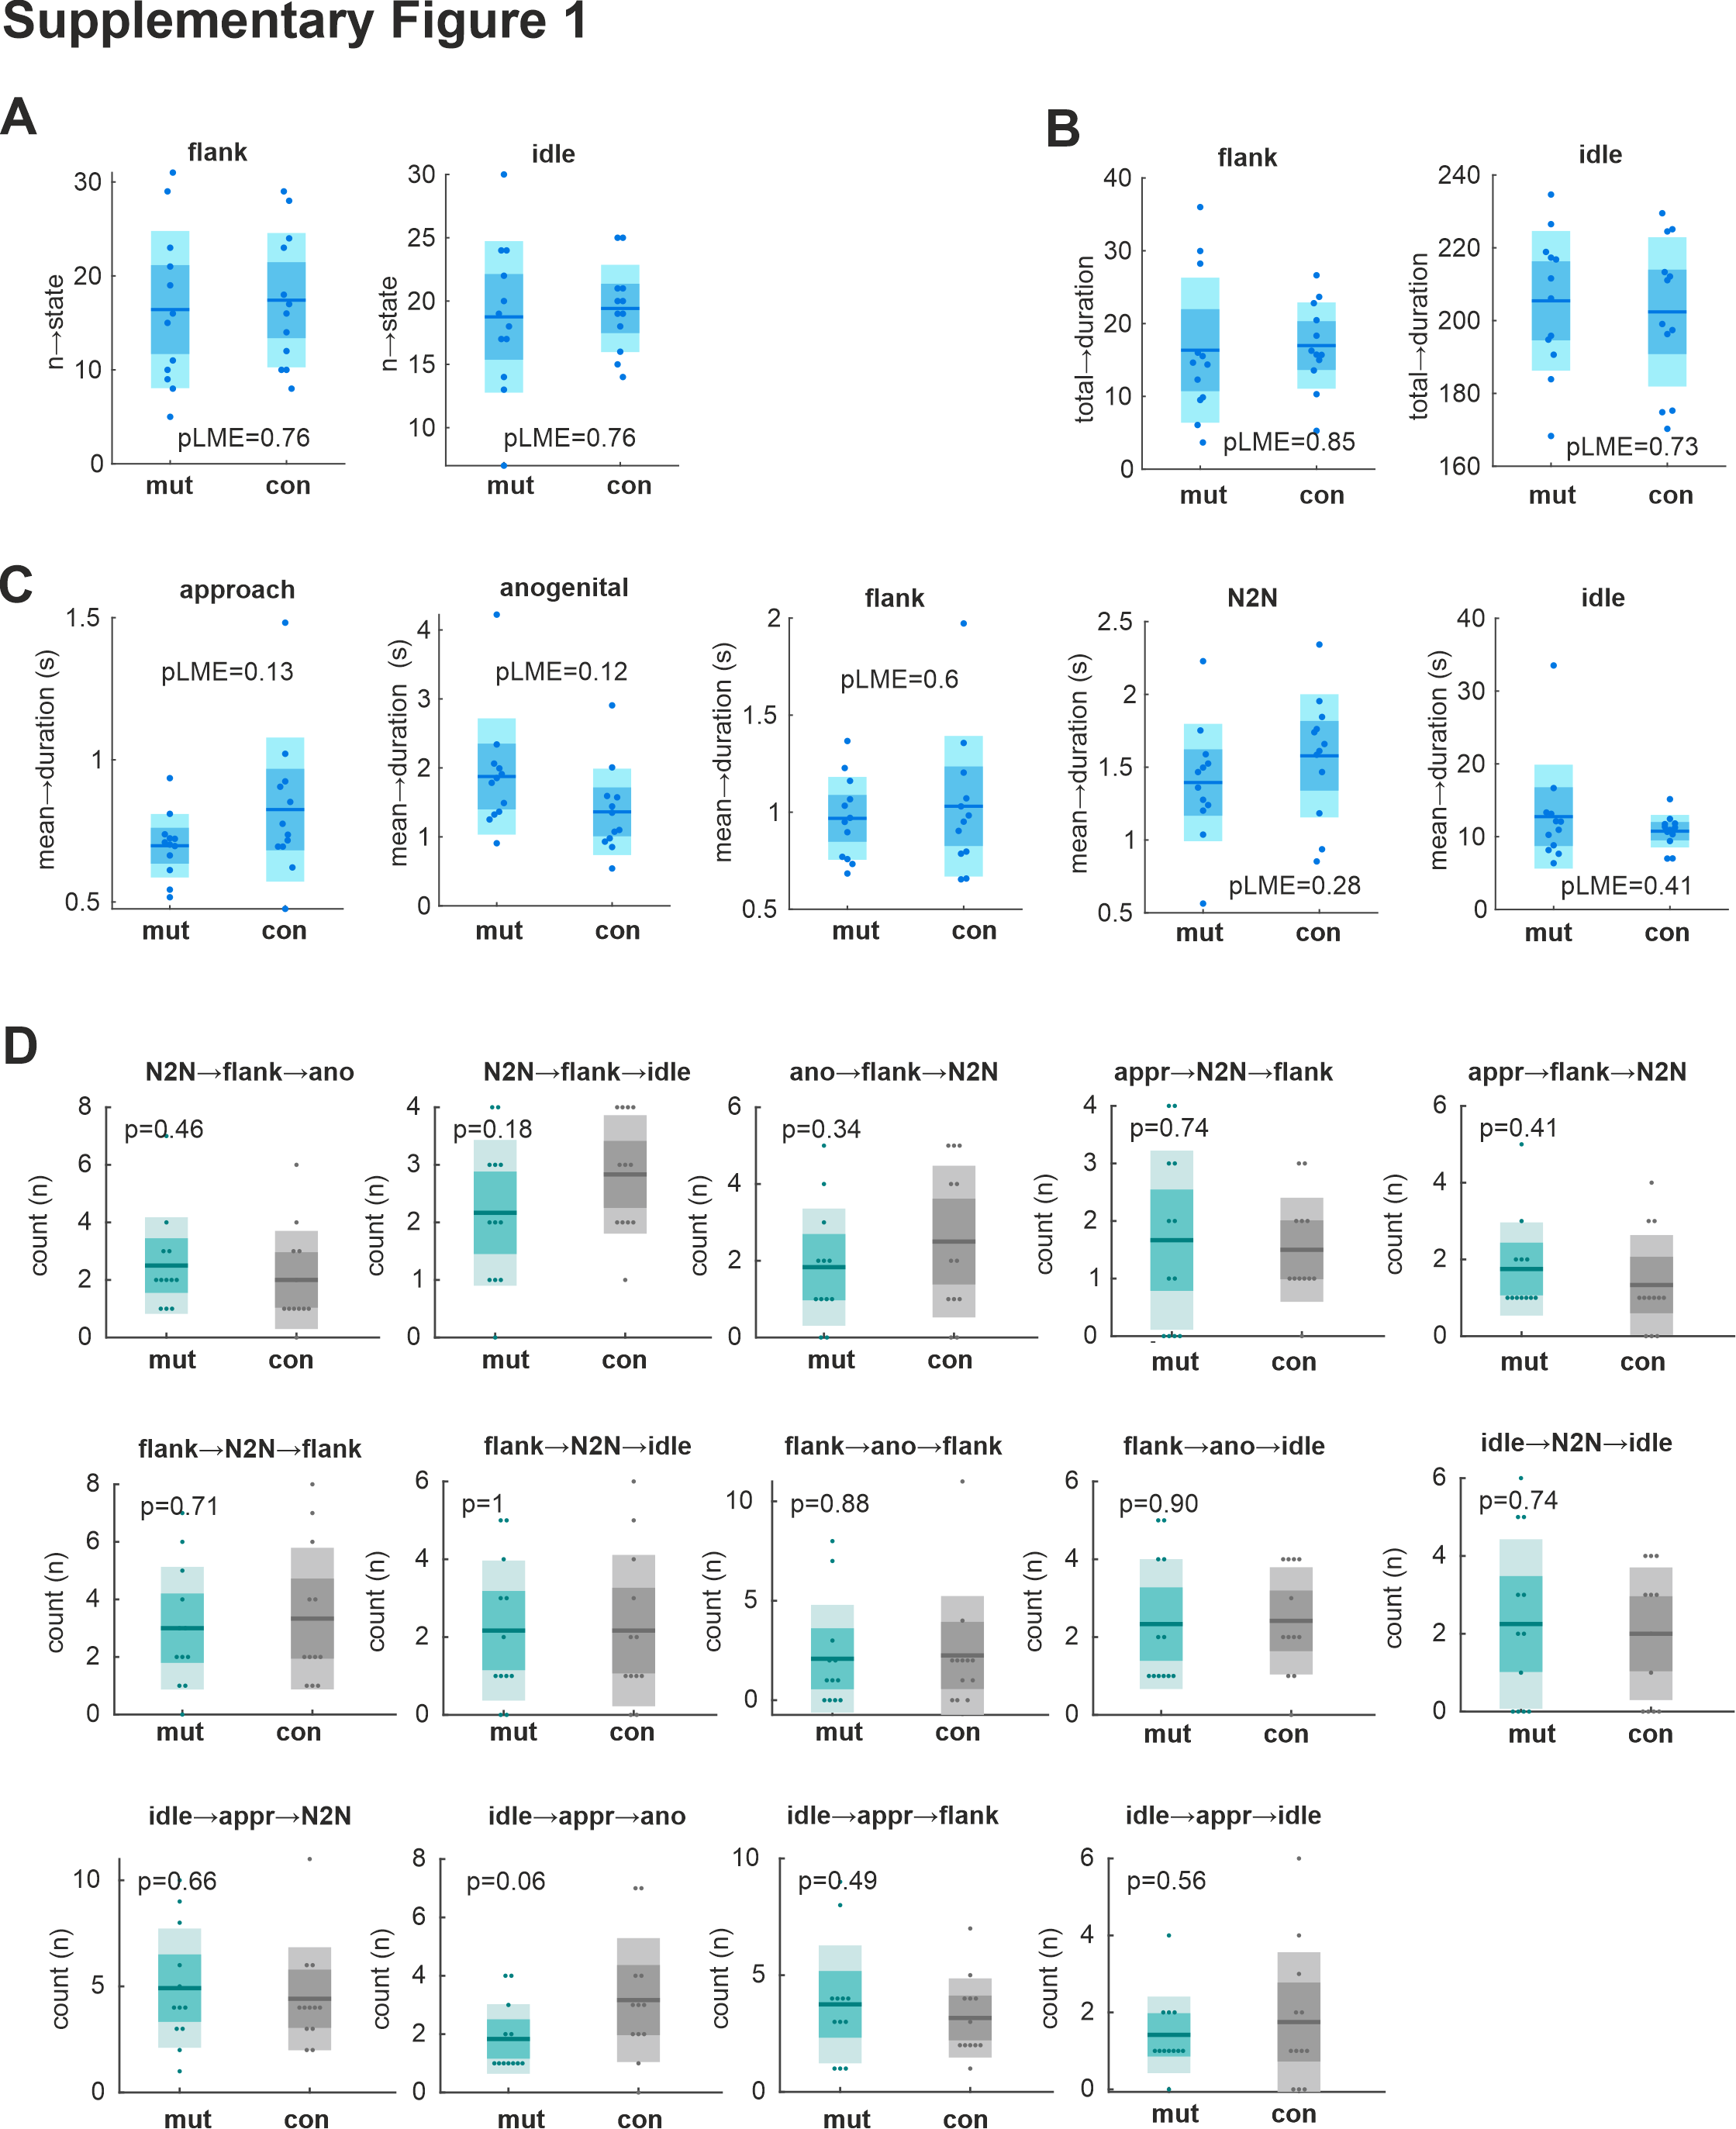 Supplementary Figure 1
A
flank
n→state
30
20
10
0
pLME=0.76
mut con
idle
n→state
30
25
20
15
10
pLME=0.76
mut con
B
flank
total→duration
40
30
20
10
0
pLME=0.85
mut con
idle
total→duration
240
220
200
180
160
pLME=0.73
mut con
C
approach
mean→duration (s)
1.5
1
0.5
pLME=0.13
mut con
anogenital
mean→duration (s)
4
3
2
1
0
pLME=0.12
mut con
flank
mean→duration (s)
2
1.5
1
0.5
pLME=0.6
mut con
N2N
mean→duration (s)
2.5
2
1.5
1
0.5
pLME=0.28
mut con
idle
mean→duration (s)
40
30
20
10
0
pLME=0.41
mut con
D
N2N→flank→ano
count (n)
8
6
4
2
0
p=0.46
mut con
N2N→flank→idle
count (n)
4
3
2
1
0
p=0.18
mut con
ano→flank→N2N
count (n)
6
4
2
0
p=0.34
mut con
appr→N2N→flank
count (n)
4
3
2
1
0
p=0.74
mut con
appr→flank→N2N
count (n)
6
4
2
0
p=0.41
mut con
flank→N2N→flank
count (n)
8
6
4
2
0
p=0.71
mut con
flank→N2N→idle
count (n)
6
4
2
0
p=1
mut con
flank→ano→flank
count (n)
10
5
0
p=0.88
mut con
flank→ano→idle
count (n)
6
4
2
0
p=0.90
mut con
idle→N2N→idle
count (n)
6
4
2
0
p=0.74
mut con
idle→appr→N2N
count (n)
10
5
0
p=0.66
mut con
idle→appr→ano
count (n)
8
6
4
2
0
p=0.06
mut con
idle→appr→flank
count (n)
10
5
0
p=0.49
mut con
idle→appr→idle
count (n)
6
4
2
0
p=0.56
mut con